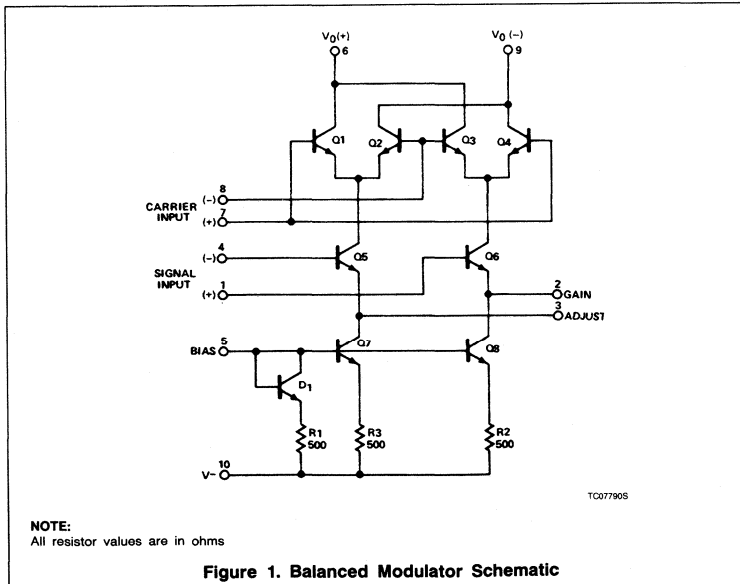 V₀(+)
6
V₀(−)
9
Q1
Q2
Q3
Q4
8
(−)
CARRIER
INPUT
7
(+)
4
(−)
Q5
Q6
SIGNAL
INPUT
1
(+)
2
GAIN
3
ADJUST
5
BIAS
Q7
Q8
D1
R1
500
R3
500
R2
500
10
V−
TC07790S
NOTE:
All resistor values are in ohms
Figure 1. Balanced Modulator Schematic